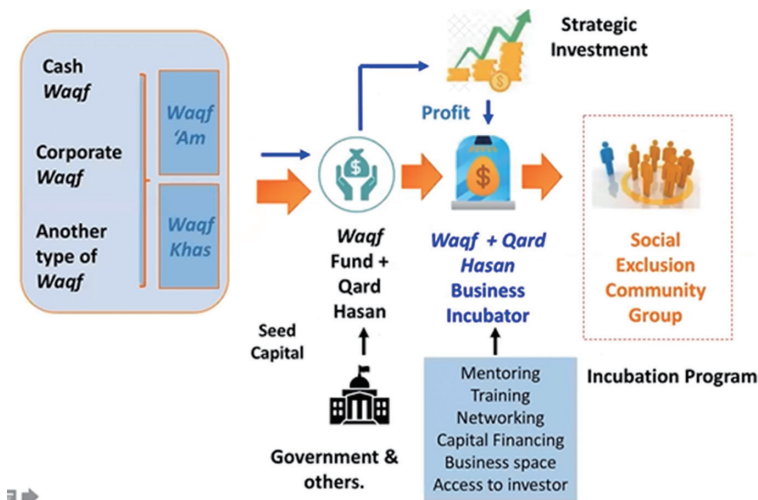 Cash
Waqf
Corporate
Waqf
Another
type of
Waqf
Waqf
‘Am
Waqf
Khas
Strategic
Investment
Profit
$
$
$
Waqf
Fund +
Qard
Hasan
Waqf + Qard
Hasan
Business
Incubator
Social
Exclusion
Community
Group
Seed
Capital
Government &
others.
Mentoring
Training
Networking
Capital Financing
Business space
Access to investor
Incubation Program